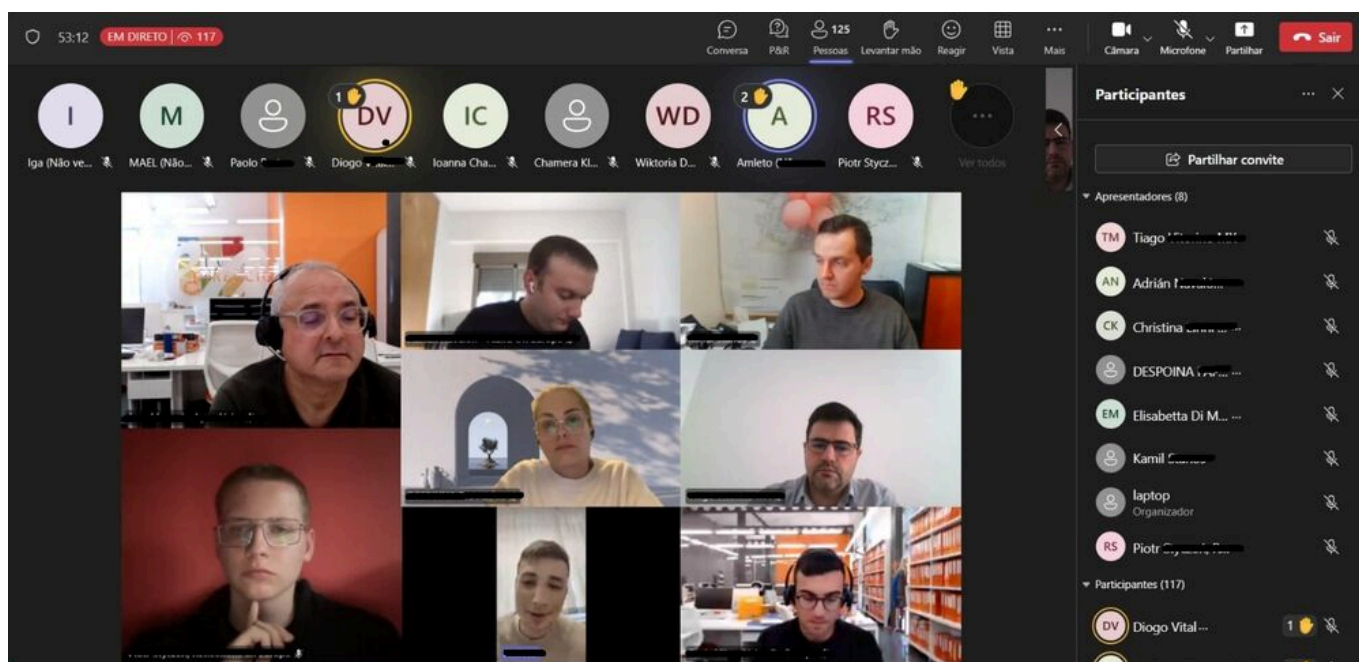 53:12 EM DIRETO 117
125
Conversa P&R Pessoas Levantar mão Reagir Vista Mais Câmara Microfone Partilhar Sair
I M 1 DV IC WD 2 A RS ...
Iga (Não ve... MAEL (Não... Paolo Diogo Ioanna Cha... Chamera Kl... Wiktoria D... Amleto Piotr Stycz... Ver todos
Participantes
Partilhar convite
Apresentadores (8)
TM Tiago
AN Adrián
CK Christina
DESPOINA
EM Elisabetta Di M... ...
Kamil
laptop
Organizador
RS Piotr
Participantes (117)
DV Diogo Vital ... 1